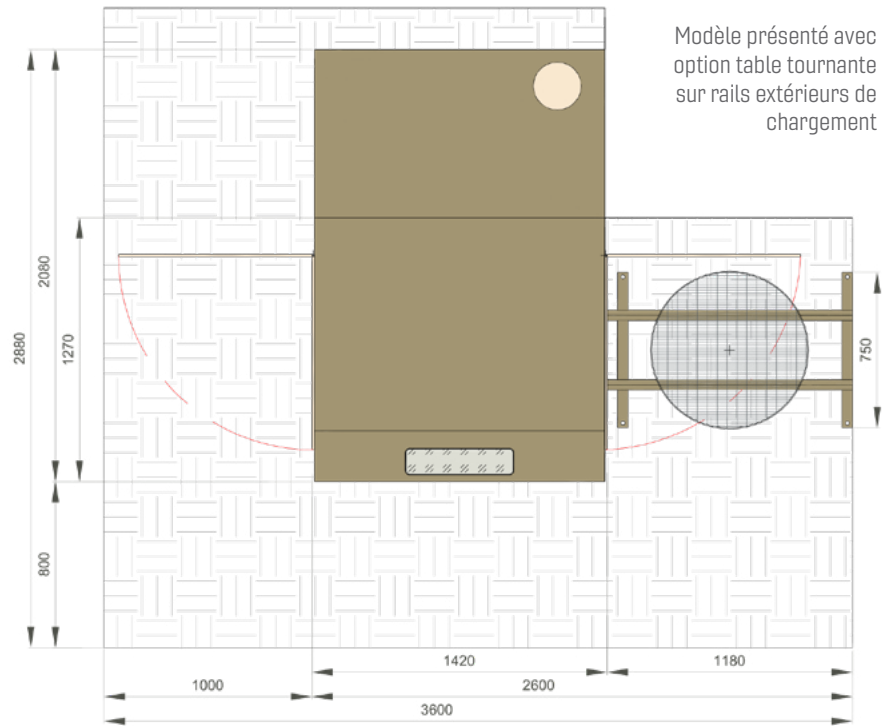 Modèle présenté avec
option table tournante
sur rails extérieurs de
chargement
2880
2080
1270
750
800
1420
1180
1000
2600
3600